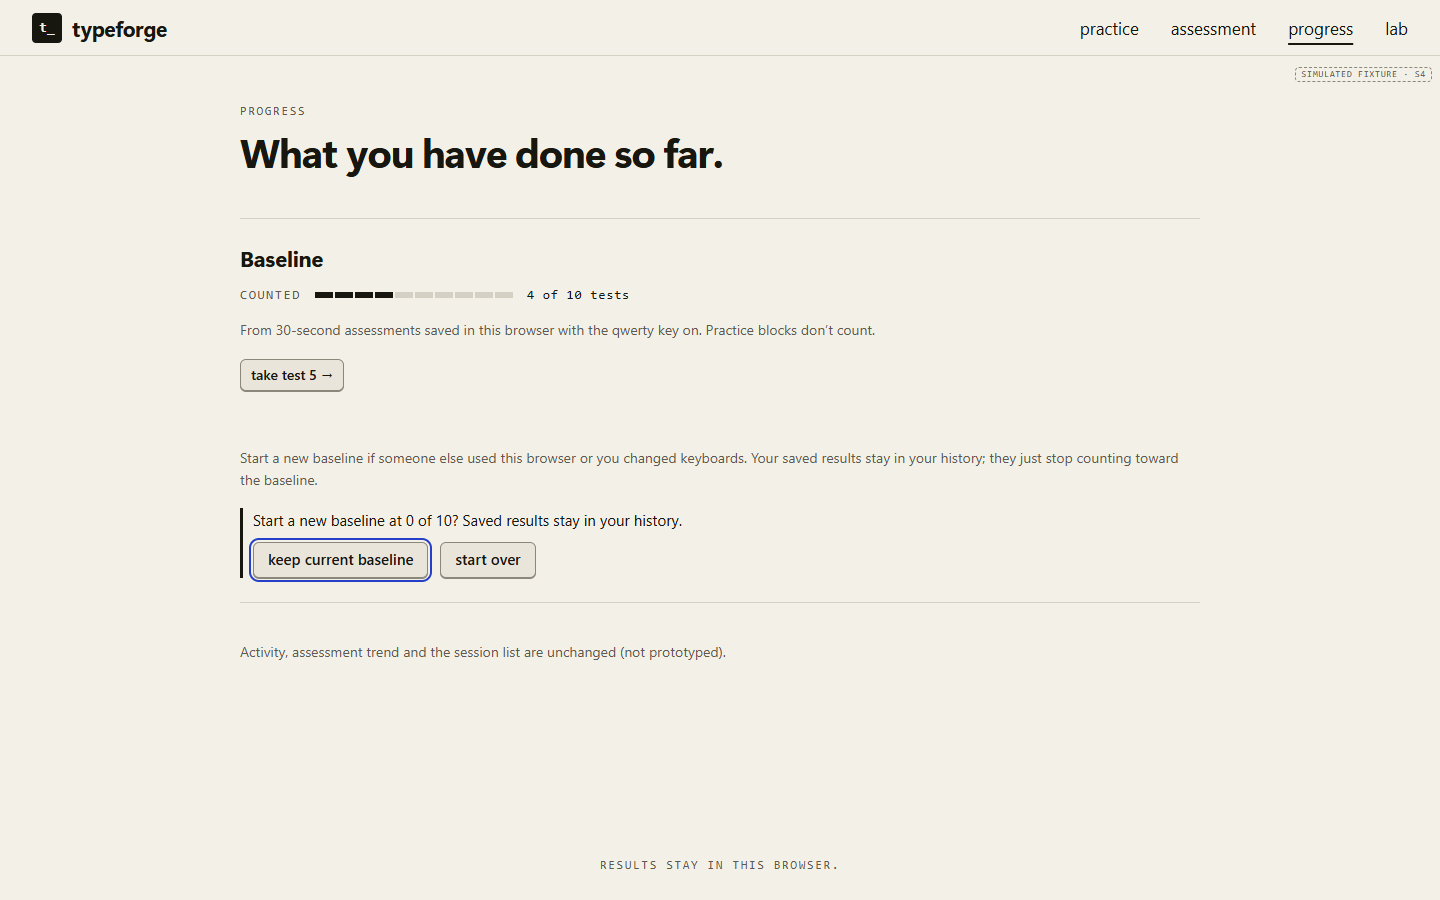 t_ typeforge
practice assessment progress lab
SIMULATED FIXTURE · S4
PROGRESS
What you have done so far.
Baseline
COUNTED 4 of 10 tests
From 30-second assessments saved in this browser with the qwerty key on. Practice blocks don’t count.
take test 5 →
Start a new baseline if someone else used this browser or you changed keyboards. Your saved results stay in your history; they just stop counting toward
the baseline.
Start a new baseline at 0 of 10? Saved results stay in your history.
keep current baseline start over
Activity, assessment trend and the session list are unchanged (not prototyped).
RESULTS STAY IN THIS BROWSER.